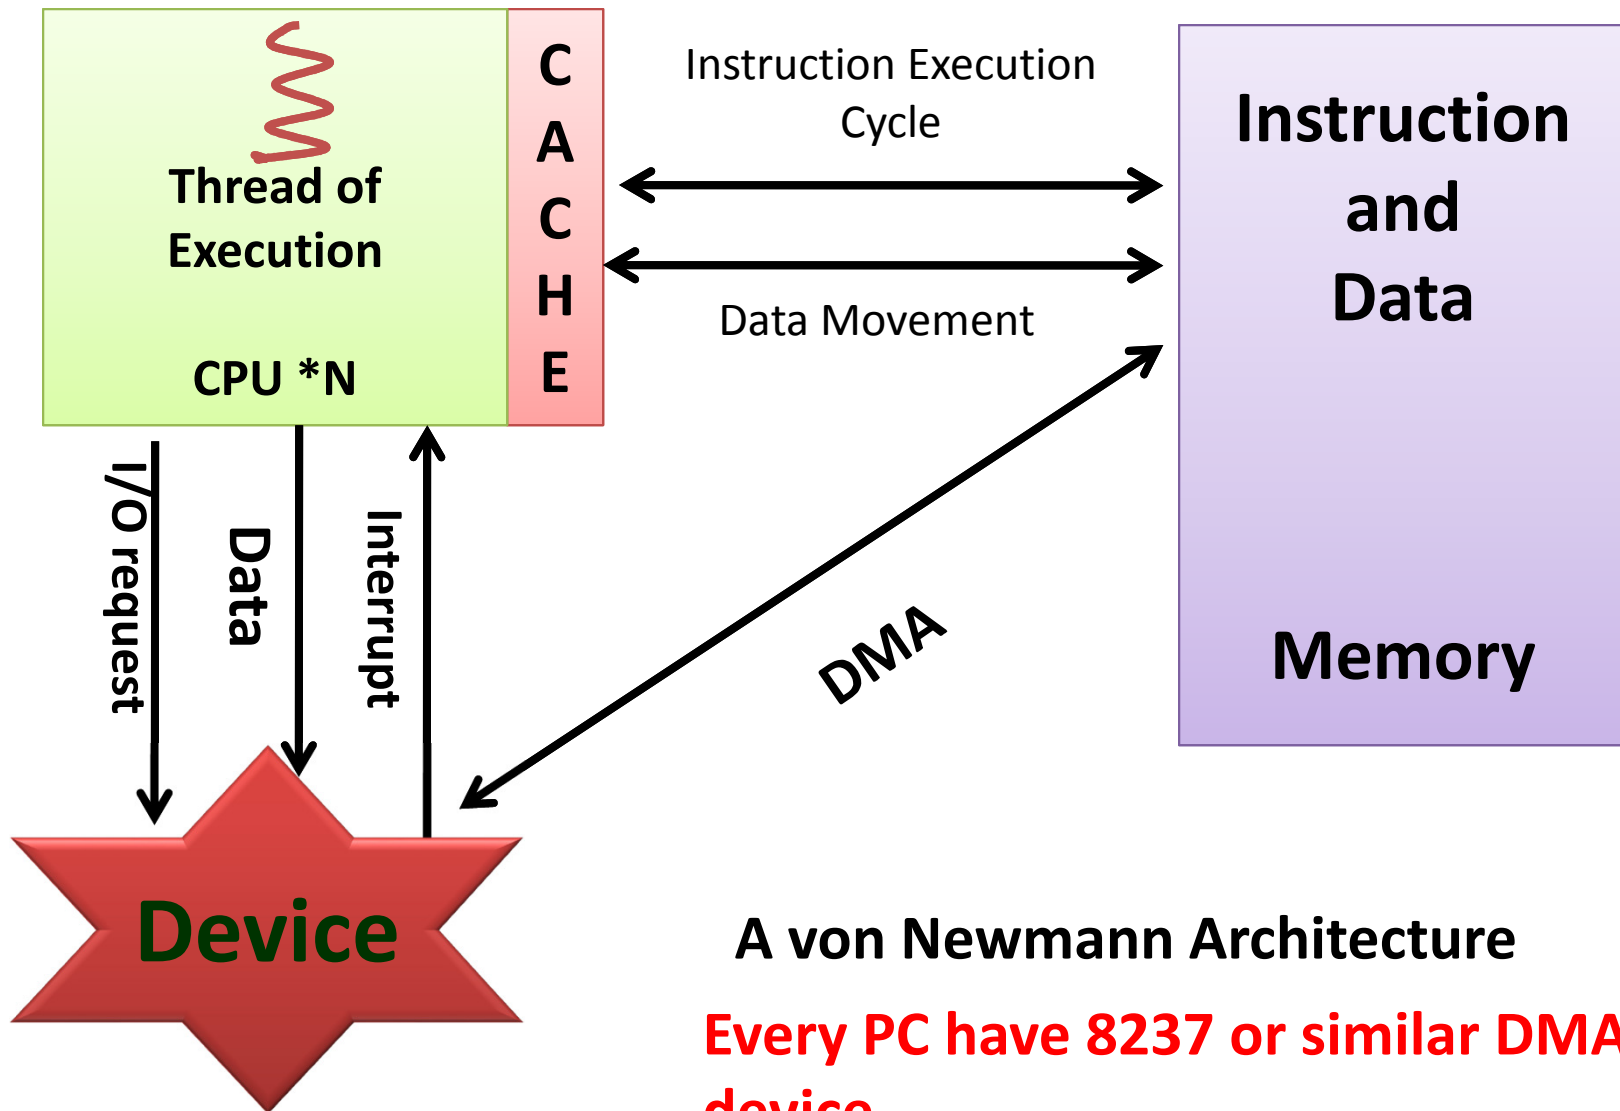 Thread of
Execution
CPU *N
C
A
C
H
E
Instruction Execution
Cycle
Data Movement
Instruction
and
Data
Memory
I/O request
Data
Interrupt
DMA
Device
A von Newmann Architecture
Every PC have 8237 or similar DMA
device